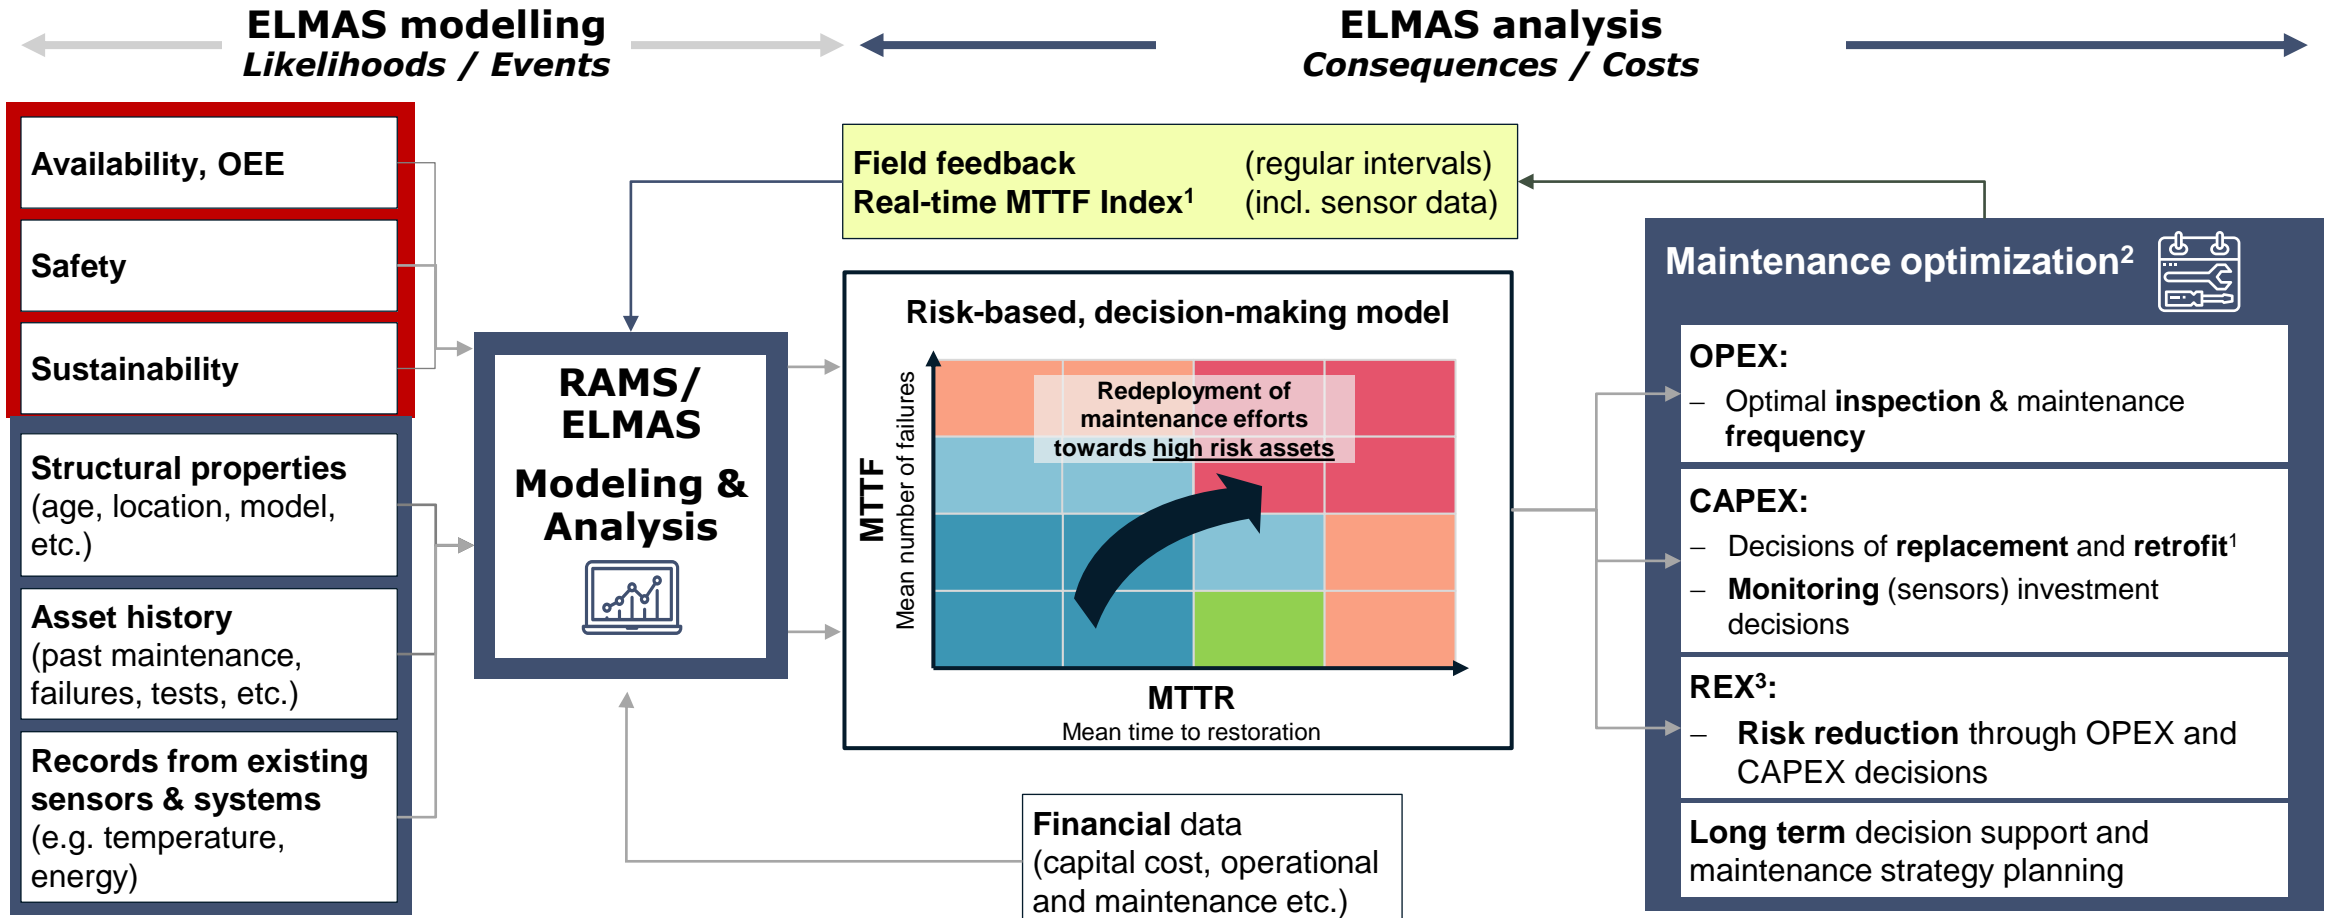 ELMAS modelling
Likelihoods / Events
ELMAS analysis
Consequences / Costs
Availability, OEE
Safety
Sustainability
Structural properties
(age, location, model,
etc.)
Asset history
(past maintenance,
failures, tests, etc.)
Records from existing
sensors & systems
(e.g. temperature,
energy)
RAMS/
ELMAS
Modeling &
Analysis
Field feedback (regular intervals)
Real-time MTTF Index¹ (incl. sensor data)
Risk-based, decision-making model
MTTF
Mean number of failures
Redeployment of
maintenance efforts
towards high risk assets
MTTR
Mean time to restoration
Financial data
(capital cost, operational
and maintenance etc.)
Maintenance optimization²
OPEX:
– Optimal inspection & maintenance
frequency
CAPEX:
– Decisions of replacement and retrofit¹
– Monitoring (sensors) investment
decisions
REX³:
– Risk reduction through OPEX and
CAPEX decisions
Long term decision support and
maintenance strategy planning